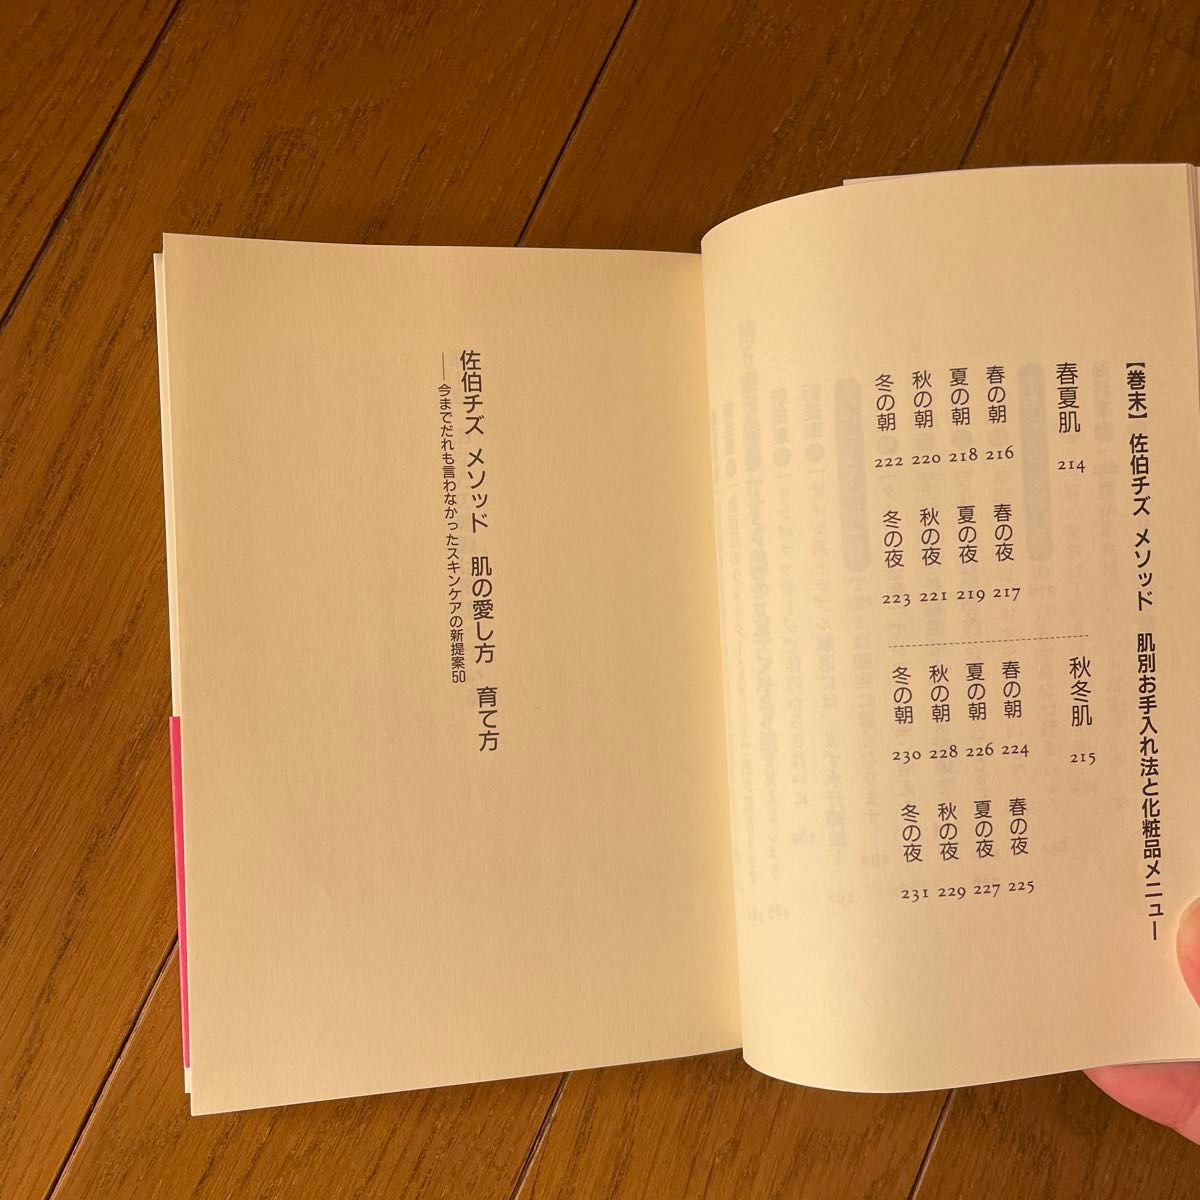 【巻末】 佐伯チズ メソッド 肌別お手入れ法と化粧品メニュー
春夏肌 214
春の朝 216
夏の朝 218
秋の朝 220
冬の朝 222
春の夜 217
夏の夜 219
秋の夜 221
冬の夜 223
秋冬肌 215
春の朝 224
夏の朝 226
秋の朝 228
冬の朝 230
春の夜 225
夏の夜 227
秋の夜 229
冬の夜 231
佐伯チズ メソッド 肌の愛し方 育て方
——今までだれも言わなかったスキンケアの新提案50